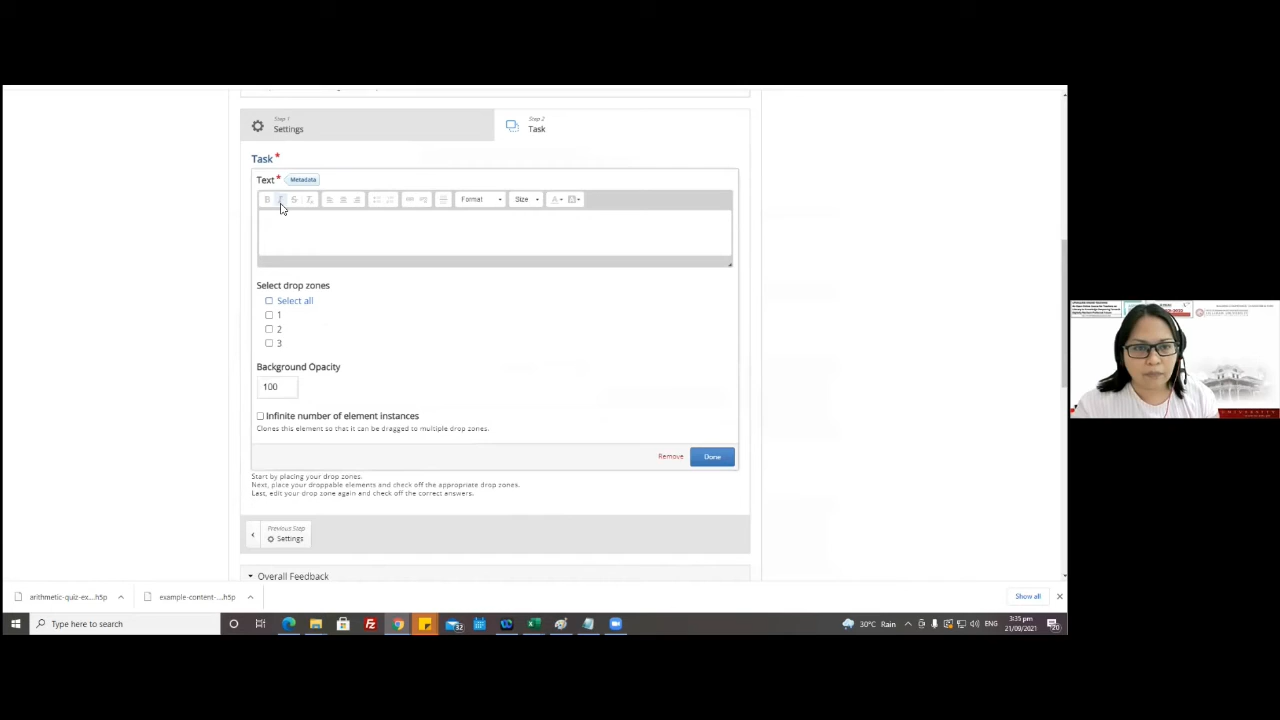 Step 1
Settings
Step 2
Task
Task *
Text * Metadata
B I S Tx Format Size A
Select drop zones
Select all
1
2
3
Background Opacity
100
Infinite number of element instances
Clones this element so that it can be dragged to multiple drop zones.
Remove Done
Start by placing your drop zones.
Next, place your droppable elements and check off the appropriate drop zones.
Last, edit your drop zone again and check off the correct answers.
Previous Step
Settings
Overall Feedback
arithmetic-quiz-ex....h5p example-content-...h5p Show all
Type here to search
32
30°C Rain
ENG
3:35 pm
21/09/2021
20